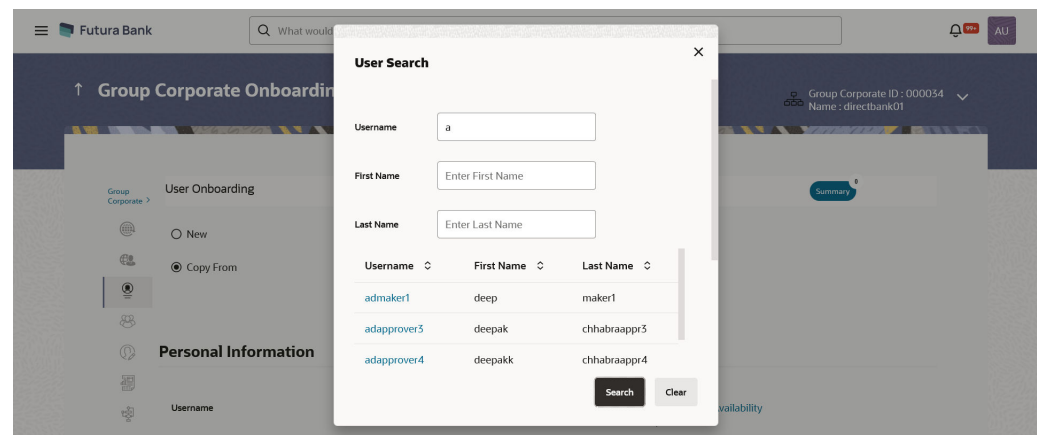 Futura Bank
What would
99+
AU
Group Corporate Onboardin
Group Corporate ID : 000034
Name : directbank01
User Search
Username
a
First Name
Enter First Name
Last Name
Enter Last Name
Username First Name Last Name
admaker1 deep maker1
adapprover3 deepak chhabraappr3
adapprover4 deepakk chhabraappr4
Search Clear
Group
Corporate >
User Onboarding
Summary
0
New
Copy From
Personal Information
Username
vailability